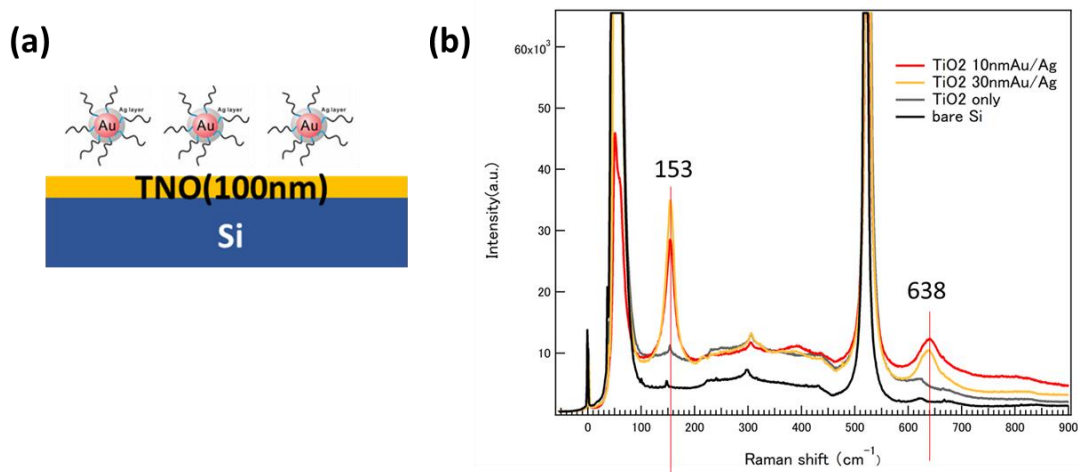 (a)
Ag layer
Au
Ag layer
Au
Ag layer
Au
TNO(100nm)
Si
(b)
60x10³
50
40
30
20
10
Intensity(a.u.)
TiO2 10nmAu/Ag
TiO2 30nmAu/Ag
TiO2 only
bare Si
153
638
0 100 200 300 400 500 600 700 800 900
Raman shift (cm⁻¹)